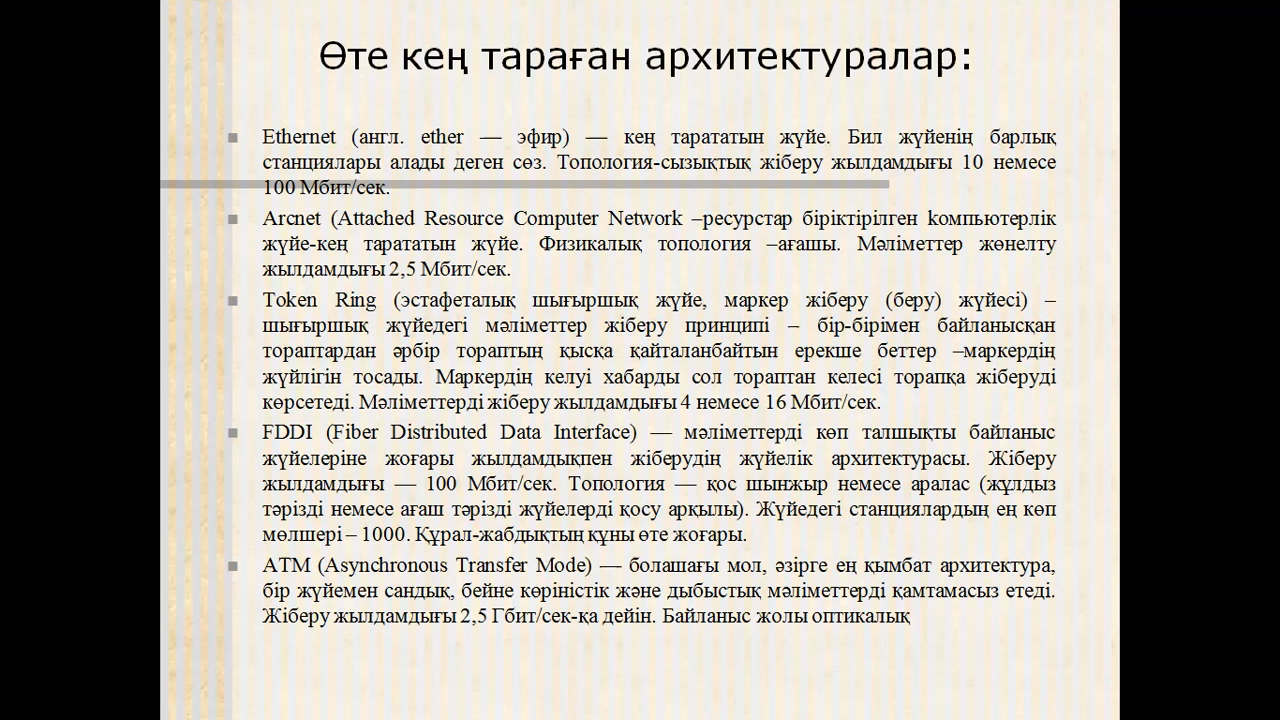 Өте кең тараған архитектуралар:
Ethernet (англ. ether — эфир) — кең тарататын жүйе. Бил жүйенің барлық
станциялары алады деген сөз. Топология-сызықтық жіберу жылдамдығы 10 немесе
100 Мбит/сек.
Arcnet (Attached Resource Computer Network –ресурстар біріктірілген компьютерлік
жүйе-кең тарататын жүйе. Физикалық топология –ағашы. Мәліметтер жөнелту
жылдамдығы 2,5 Мбит/сек.
Token Ring (эстафеталық шығыршық жүйе, маркер жіберу (беру) жүйесі) –
шығыршық жүйедегі мәліметтер жіберу принципі – бір-бірімен байланысқан
тораптардан әрбір тораптың қысқа қайталанбайтын ерекше беттер –маркердің
жүйлігін тосады. Маркердің келуі хабарды сол тораптан келесі торапқа жіберуді
көрсетеді. Мәліметтерді жіберу жылдамдығы 4 немесе 16 Мбит/сек.
FDDI (Fiber Distributed Data Interface) — мәліметтерді көп талшықты байланыс
жүйелеріне жоғары жылдамдықпен жіберудің жүйелік архитектурасы. Жіберу
жылдамдығы — 100 Мбит/сек. Топология — қос шынжыр немесе аралас (жұлдыз
тәрізді немесе ағаш тәрізді жүйелерді қосу арқылы). Жүйедегі станциялардың ең көп
мөлшері – 1000. Құрал-жабдықтың құны өте жоғары.
ATM (Asynchronous Transfer Mode) — болашағы мол, әзірге ең қымбат архитектура,
бір жүйемен сандық, бейне көріністік және дыбыстық мәліметтерді қамтамасыз етеді.
Жіберу жылдамдығы 2,5 Гбит/сек-қа дейін. Байланыс жолы оптикалық